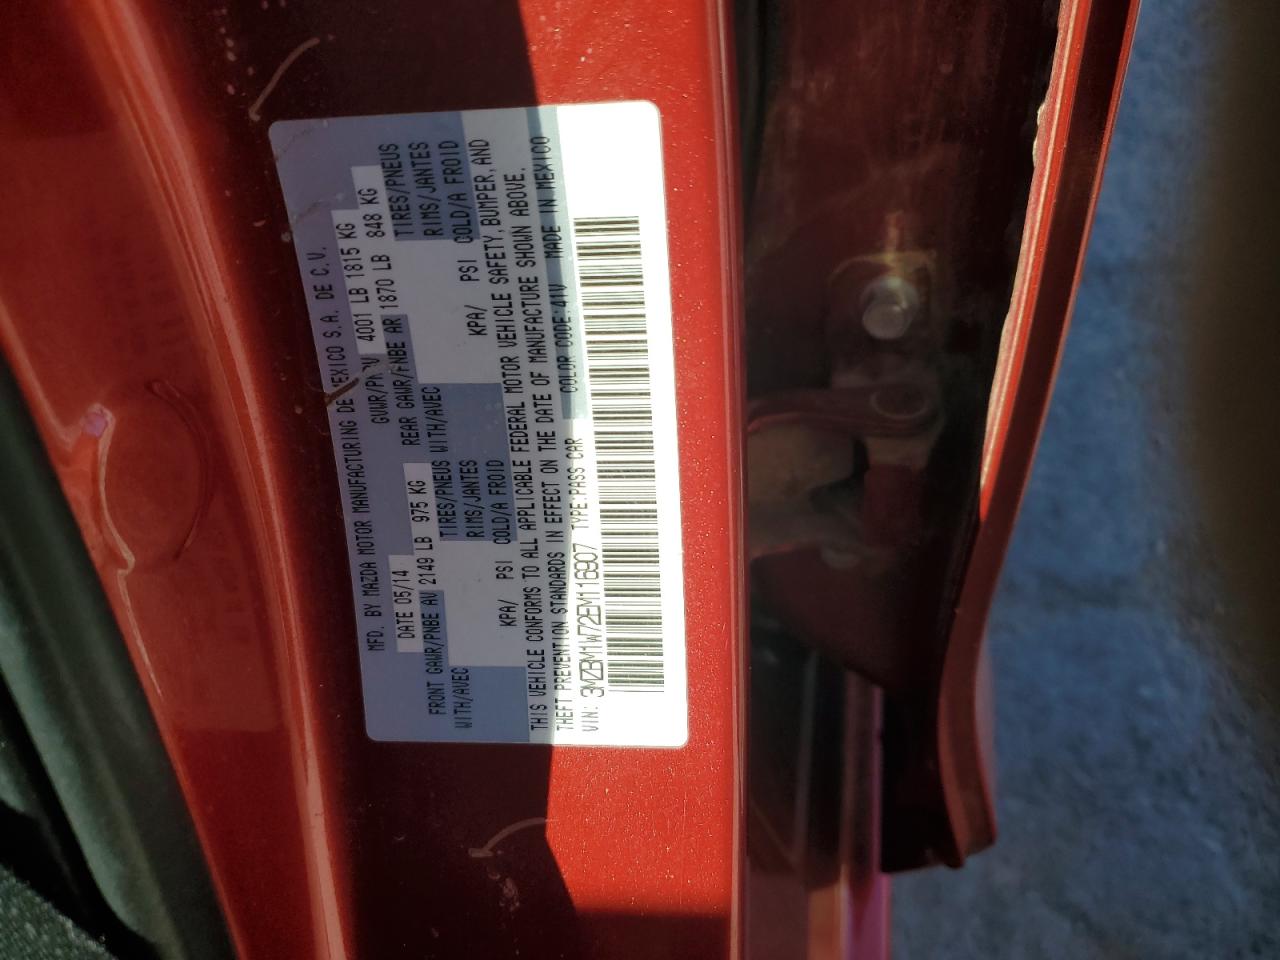 MFD. BY MAZDA MOTOR MANUFACTURING DE MEXICO S.A. DE C.V.
DATE 05/14 GVWR/PNBV 4001 LB 1815 KG
FRONT GAWR/PNBE AV 2149 LB 975 KG REAR GAWR/PNBE AR 1870 LB 848 KG
WITH/AVEC TIRES/PNEUS WITH/AVEC TIRES/PNEUS
RIMS/JANTES RIMS/JANTES
KPA/ PSI COLD/A FROID KPA/ PSI COLD/A FROID
THIS VEHICLE CONFORMS TO ALL APPLICABLE FEDERAL MOTOR VEHICLE SAFETY, BUMPER, AND
THEFT PREVENTION STANDARDS IN EFFECT ON THE DATE OF MANUFACTURE SHOWN ABOVE.
VIN: 3MZBM1W72EM116907 TYPE:PASS CAR COLOR CODE:41V MADE IN MEXICO